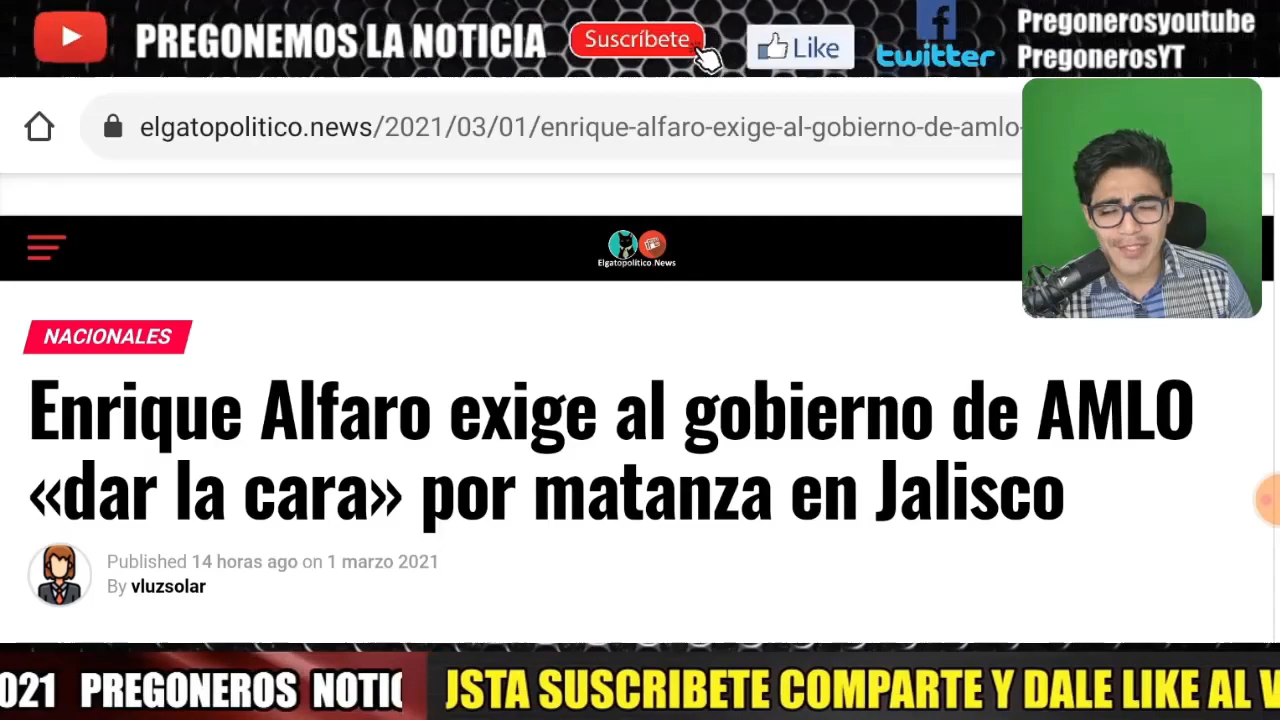 PREGONEMOS LA NOTICIA
Suscríbete
Like
twitter
Pregonerosyoutube
PregonerosYT
elgatopolitico.news/2021/03/01/enrique-alfaro-exige-al-gobierno-de-amlo-
Elgatopolitico.News
NACIONALES
Enrique Alfaro exige al gobierno de AMLO
«dar la cara» por matanza en Jalisco
Published 14 horas ago on 1 marzo 2021
By vluzsolar
021 PREGONEROS NOTIC
USTA SUSCRIBETE COMPARTE Y DALE LIKE AL V